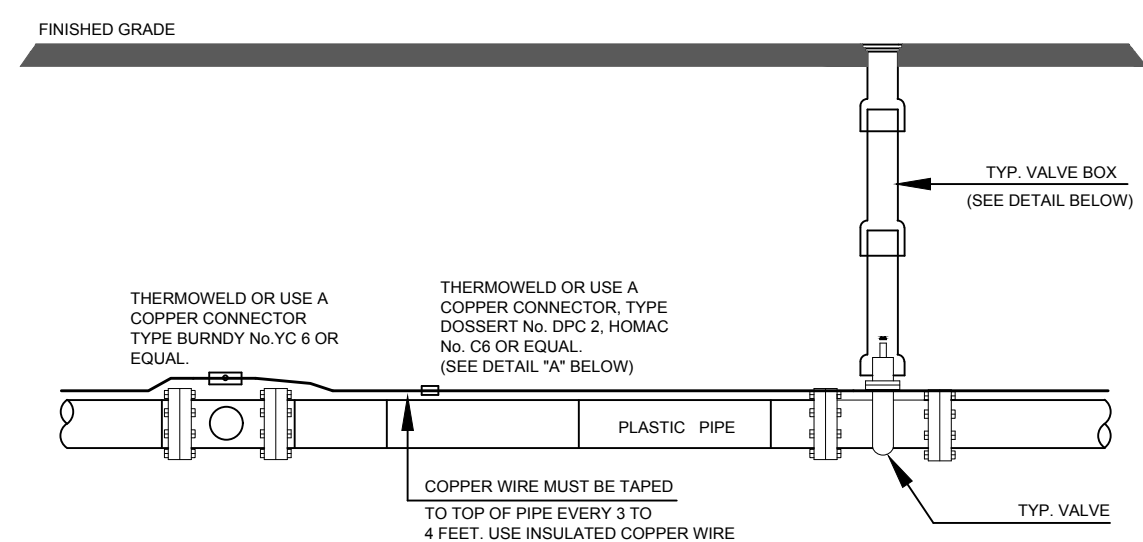 FINISHED GRADE
TYP. VALVE BOX
(SEE DETAIL BELOW)
THERMOWELD OR USE A
COPPER CONNECTOR
TYPE BURNDY No.YC 6 OR
EQUAL.
THERMOWELD OR USE A
COPPER CONNECTOR, TYPE
DOSSERT No. DPC 2, HOMAC
No. C6 OR EQUAL.
(SEE DETAIL "A" BELOW)
PLASTIC PIPE
COPPER WIRE MUST BE TAPED
TO TOP OF PIPE EVERY 3 TO
4 FEET. USE INSULATED COPPER WIRE
TYP. VALVE